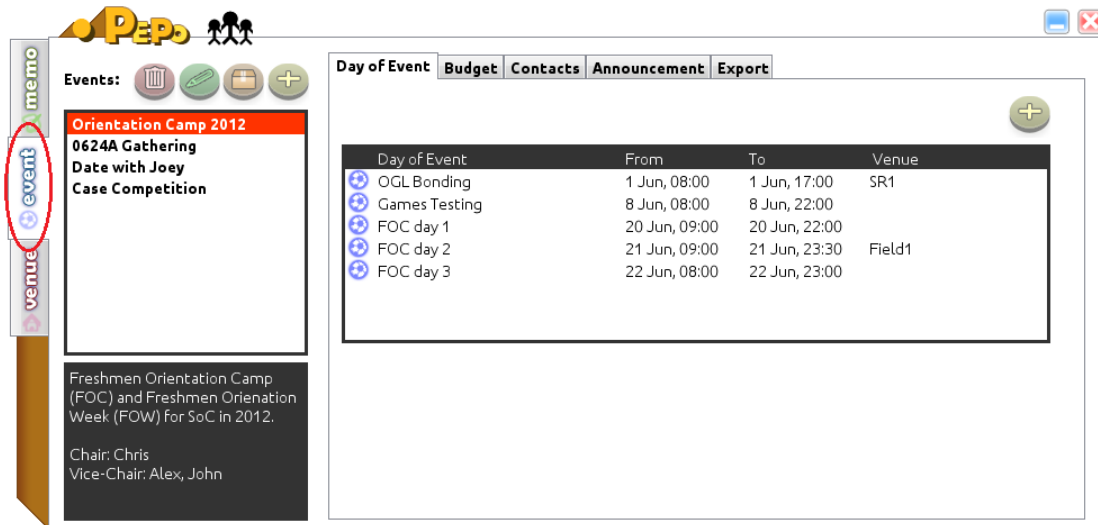 PEPo
memo
event
venue
Events:
Orientation Camp 2012
0624A Gathering
Date with Joey
Case Competition
Freshmen Orientation Camp
(FOC) and Freshmen Orienation
Week (FOW) for SoC in 2012.
Chair: Chris
Vice-Chair: Alex, John
Day of Event Budget Contacts Announcement Export
Day of Event From To Venue
OGL Bonding 1 Jun, 08:00 1 Jun, 17:00 SR1
Games Testing 8 Jun, 08:00 8 Jun, 22:00
FOC day 1 20 Jun, 09:00 20 Jun, 22:00
FOC day 2 21 Jun, 09:00 21 Jun, 23:30 Field1
FOC day 3 22 Jun, 08:00 22 Jun, 23:00